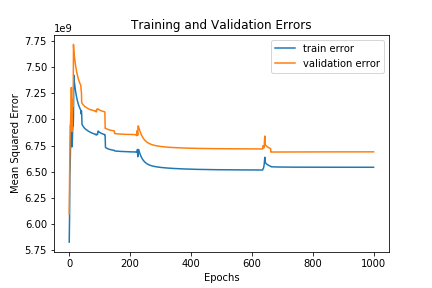 Training and Validation Errors
1e9
train error
validation error
7.75
7.50
7.25
7.00
6.75
6.50
6.25
6.00
5.75
Mean Squared Error
0
200
400
600
800
1000
Epochs